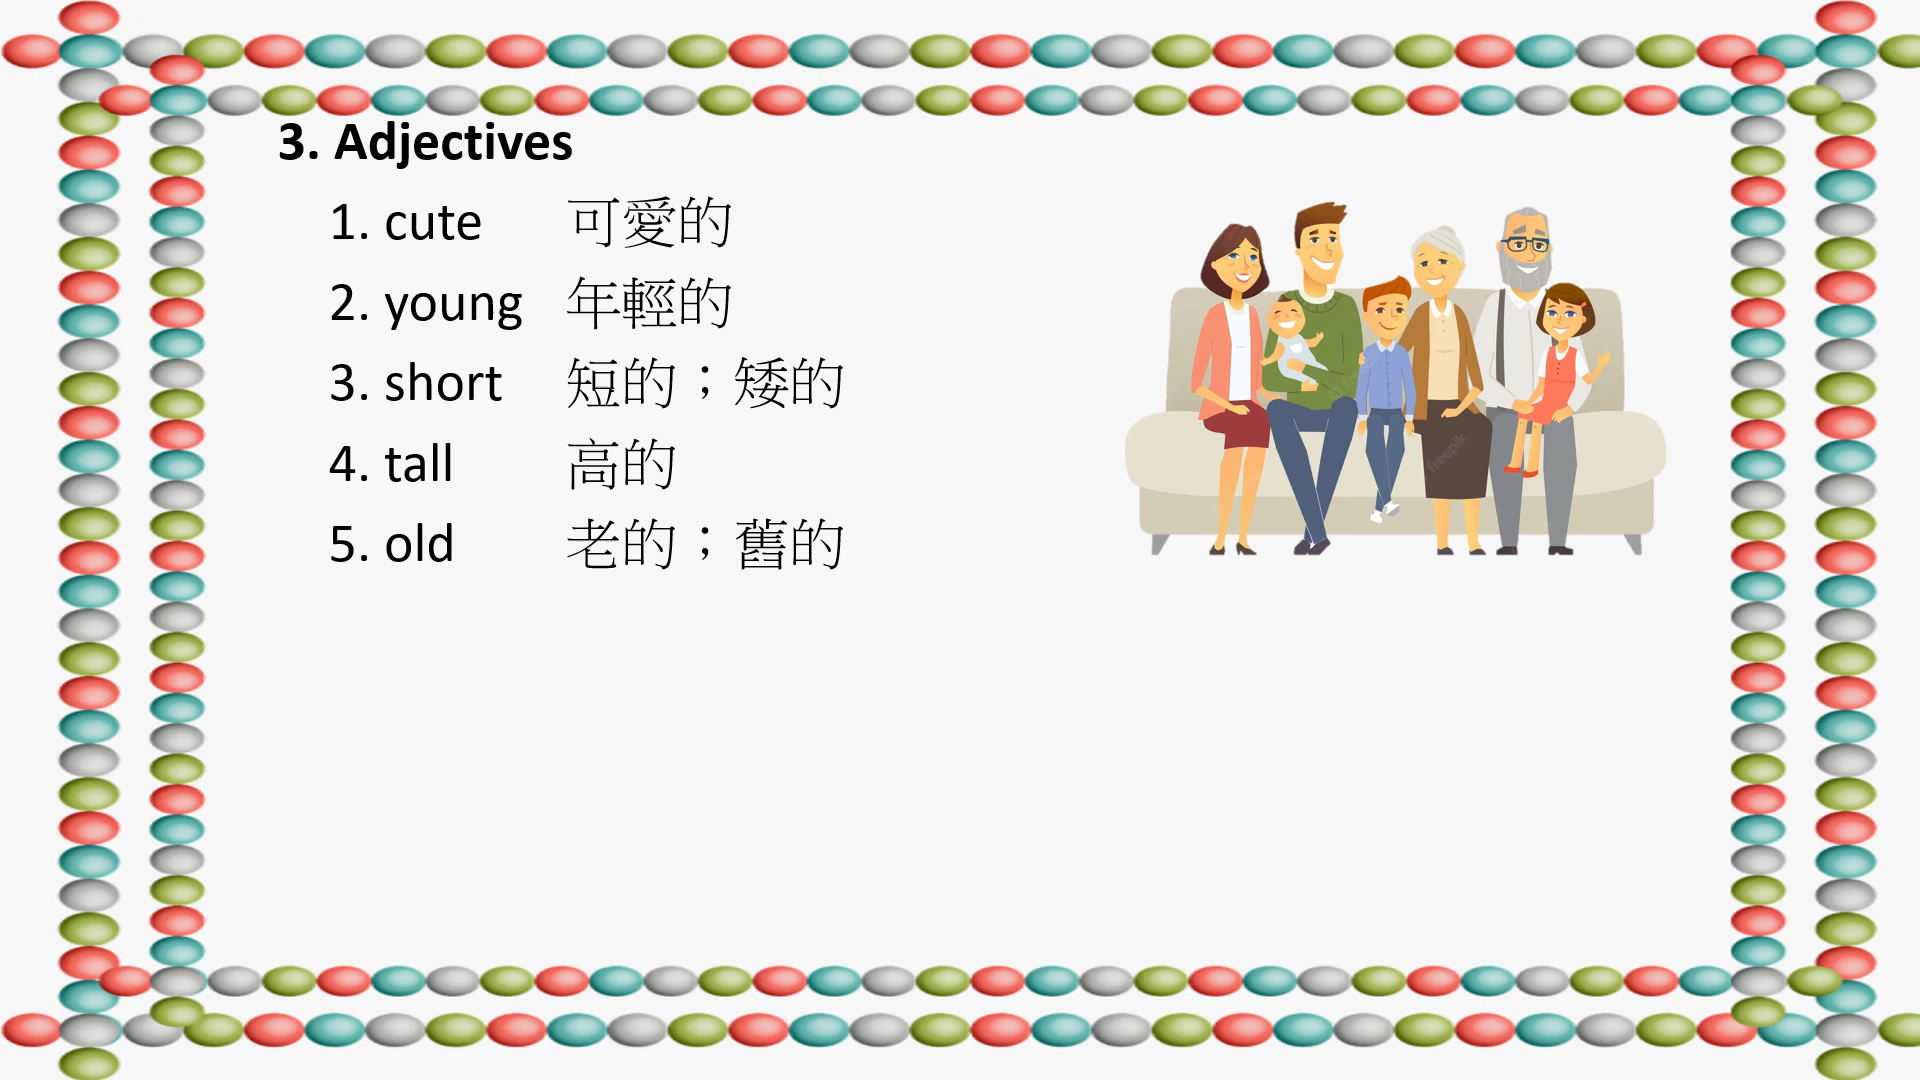 3. Adjectives
1. cute 可愛的
2. young 年輕的
3. short 短的；矮的
4. tall 高的
5. old 老的；舊的
freepik